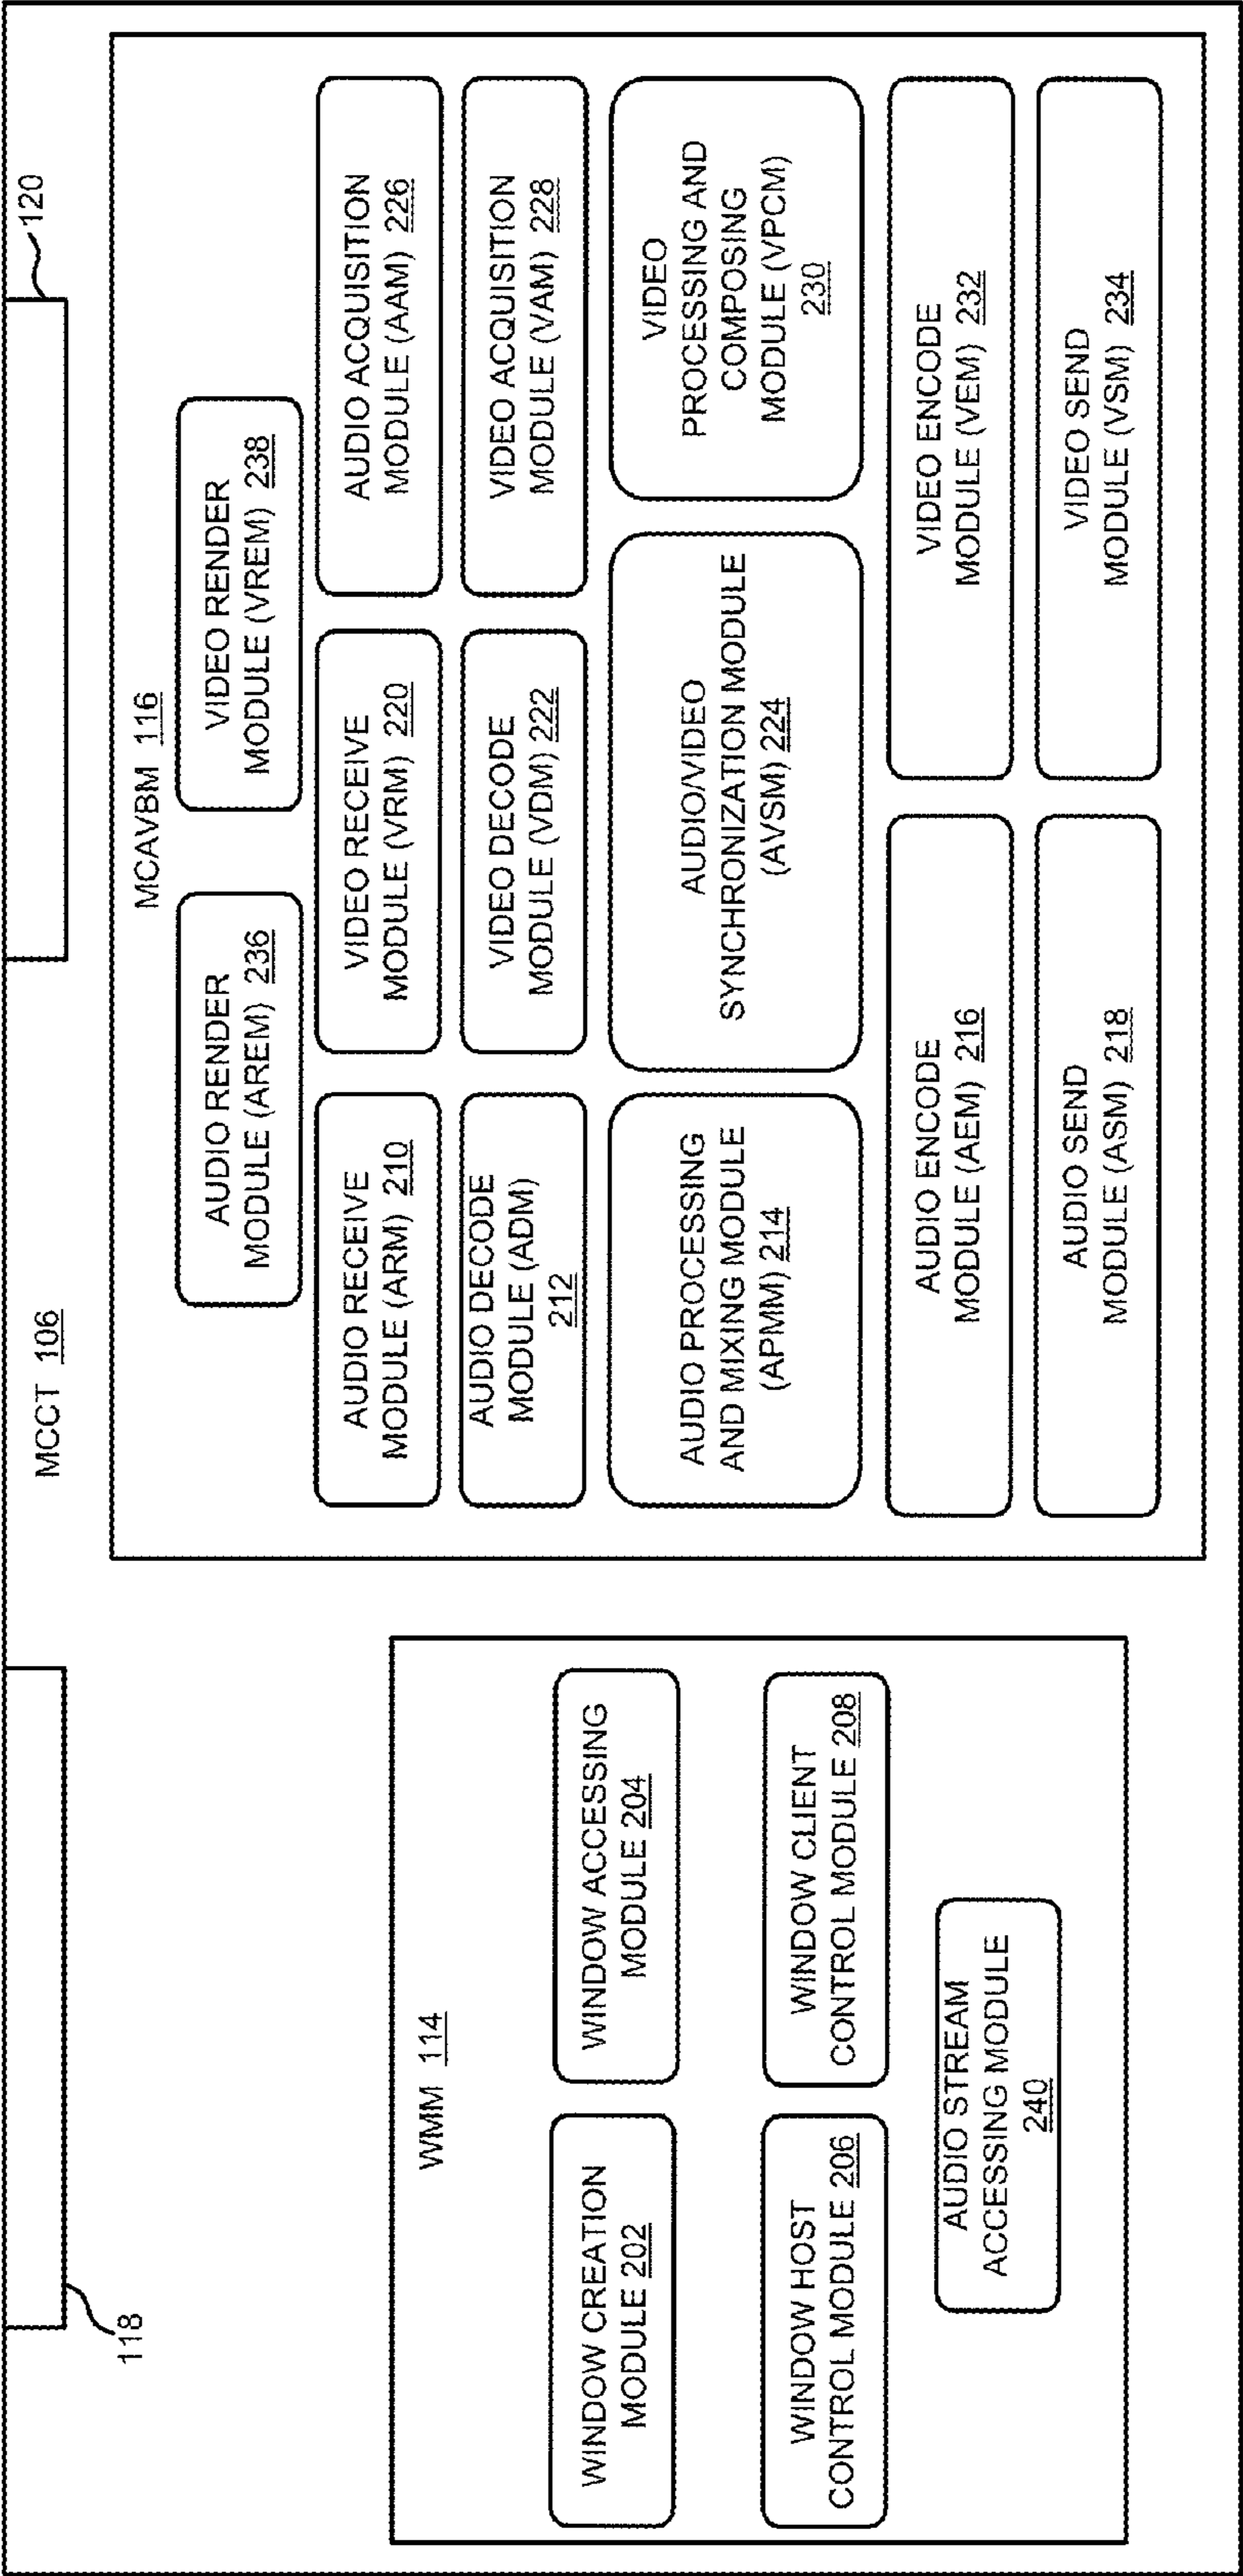 MCCT 106
118
120
WMM 114
WINDOW CREATION
MODULE 202
WINDOW ACCESSING
MODULE 204
WINDOW HOST
CONTROL MODULE 206
WINDOW CLIENT
CONTROL MODULE 208
AUDIO STREAM
ACCESSING MODULE
240
MCAVBM 116
AUDIO RENDER
MODULE (AREM) 236
VIDEO RENDER
MODULE (VREM) 238
AUDIO RECEIVE
MODULE (ARM) 210
VIDEO RECEIVE
MODULE (VRM) 220
AUDIO ACQUISITION
MODULE (AAM) 226
AUDIO DECODE
MODULE (ADM)
212
VIDEO DECODE
MODULE (VDM) 222
VIDEO ACQUISITION
MODULE (VAM) 228
AUDIO PROCESSING
AND MIXING MODULE
(APMM) 214
AUDIO/VIDEO
SYNCHRONIZATION MODULE
(AVSM) 224
VIDEO
PROCESSING AND
COMPOSING
MODULE (VPCM)
230
AUDIO ENCODE
MODULE (AEM) 216
VIDEO ENCODE
MODULE (VEM) 232
AUDIO SEND
MODULE (ASM) 218
VIDEO SEND
MODULE (VSM) 234